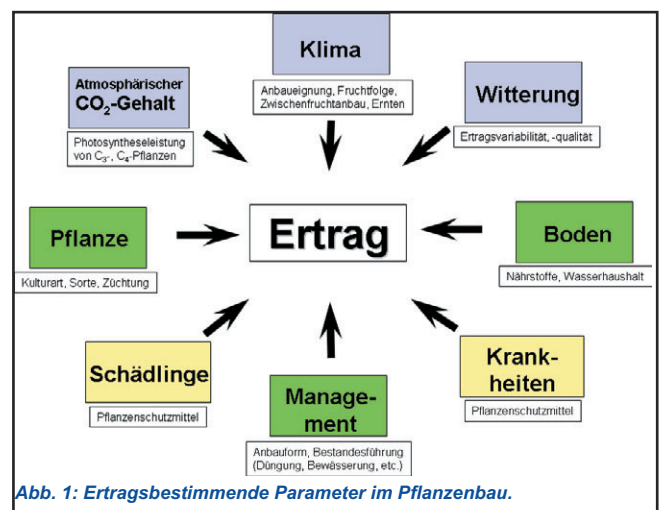 Klima
Anbaueignung, Fruchtfolge,
Zwischenfruchtanbau, Ernten
Atmosphärischer
CO₂-Gehalt
Photosyntheseleistung
von C₃-, C₄-Pflanzen
Witterung
Ertragsvariabilität, -qualität
Pflanze
Kulturart, Sorte, Züchtung
Ertrag
Boden
Nährstoffe, Wasserhaushalt
Schädlinge
Pflanzenschutzmittel
Manage-
ment
Anbauform, Bestandesführung
(Düngung, Bewässerung, etc.)
Krank-
heiten
Pflanzenschutzmittel
Abb. 1: Ertragsbestimmende Parameter im Pflanzenbau.